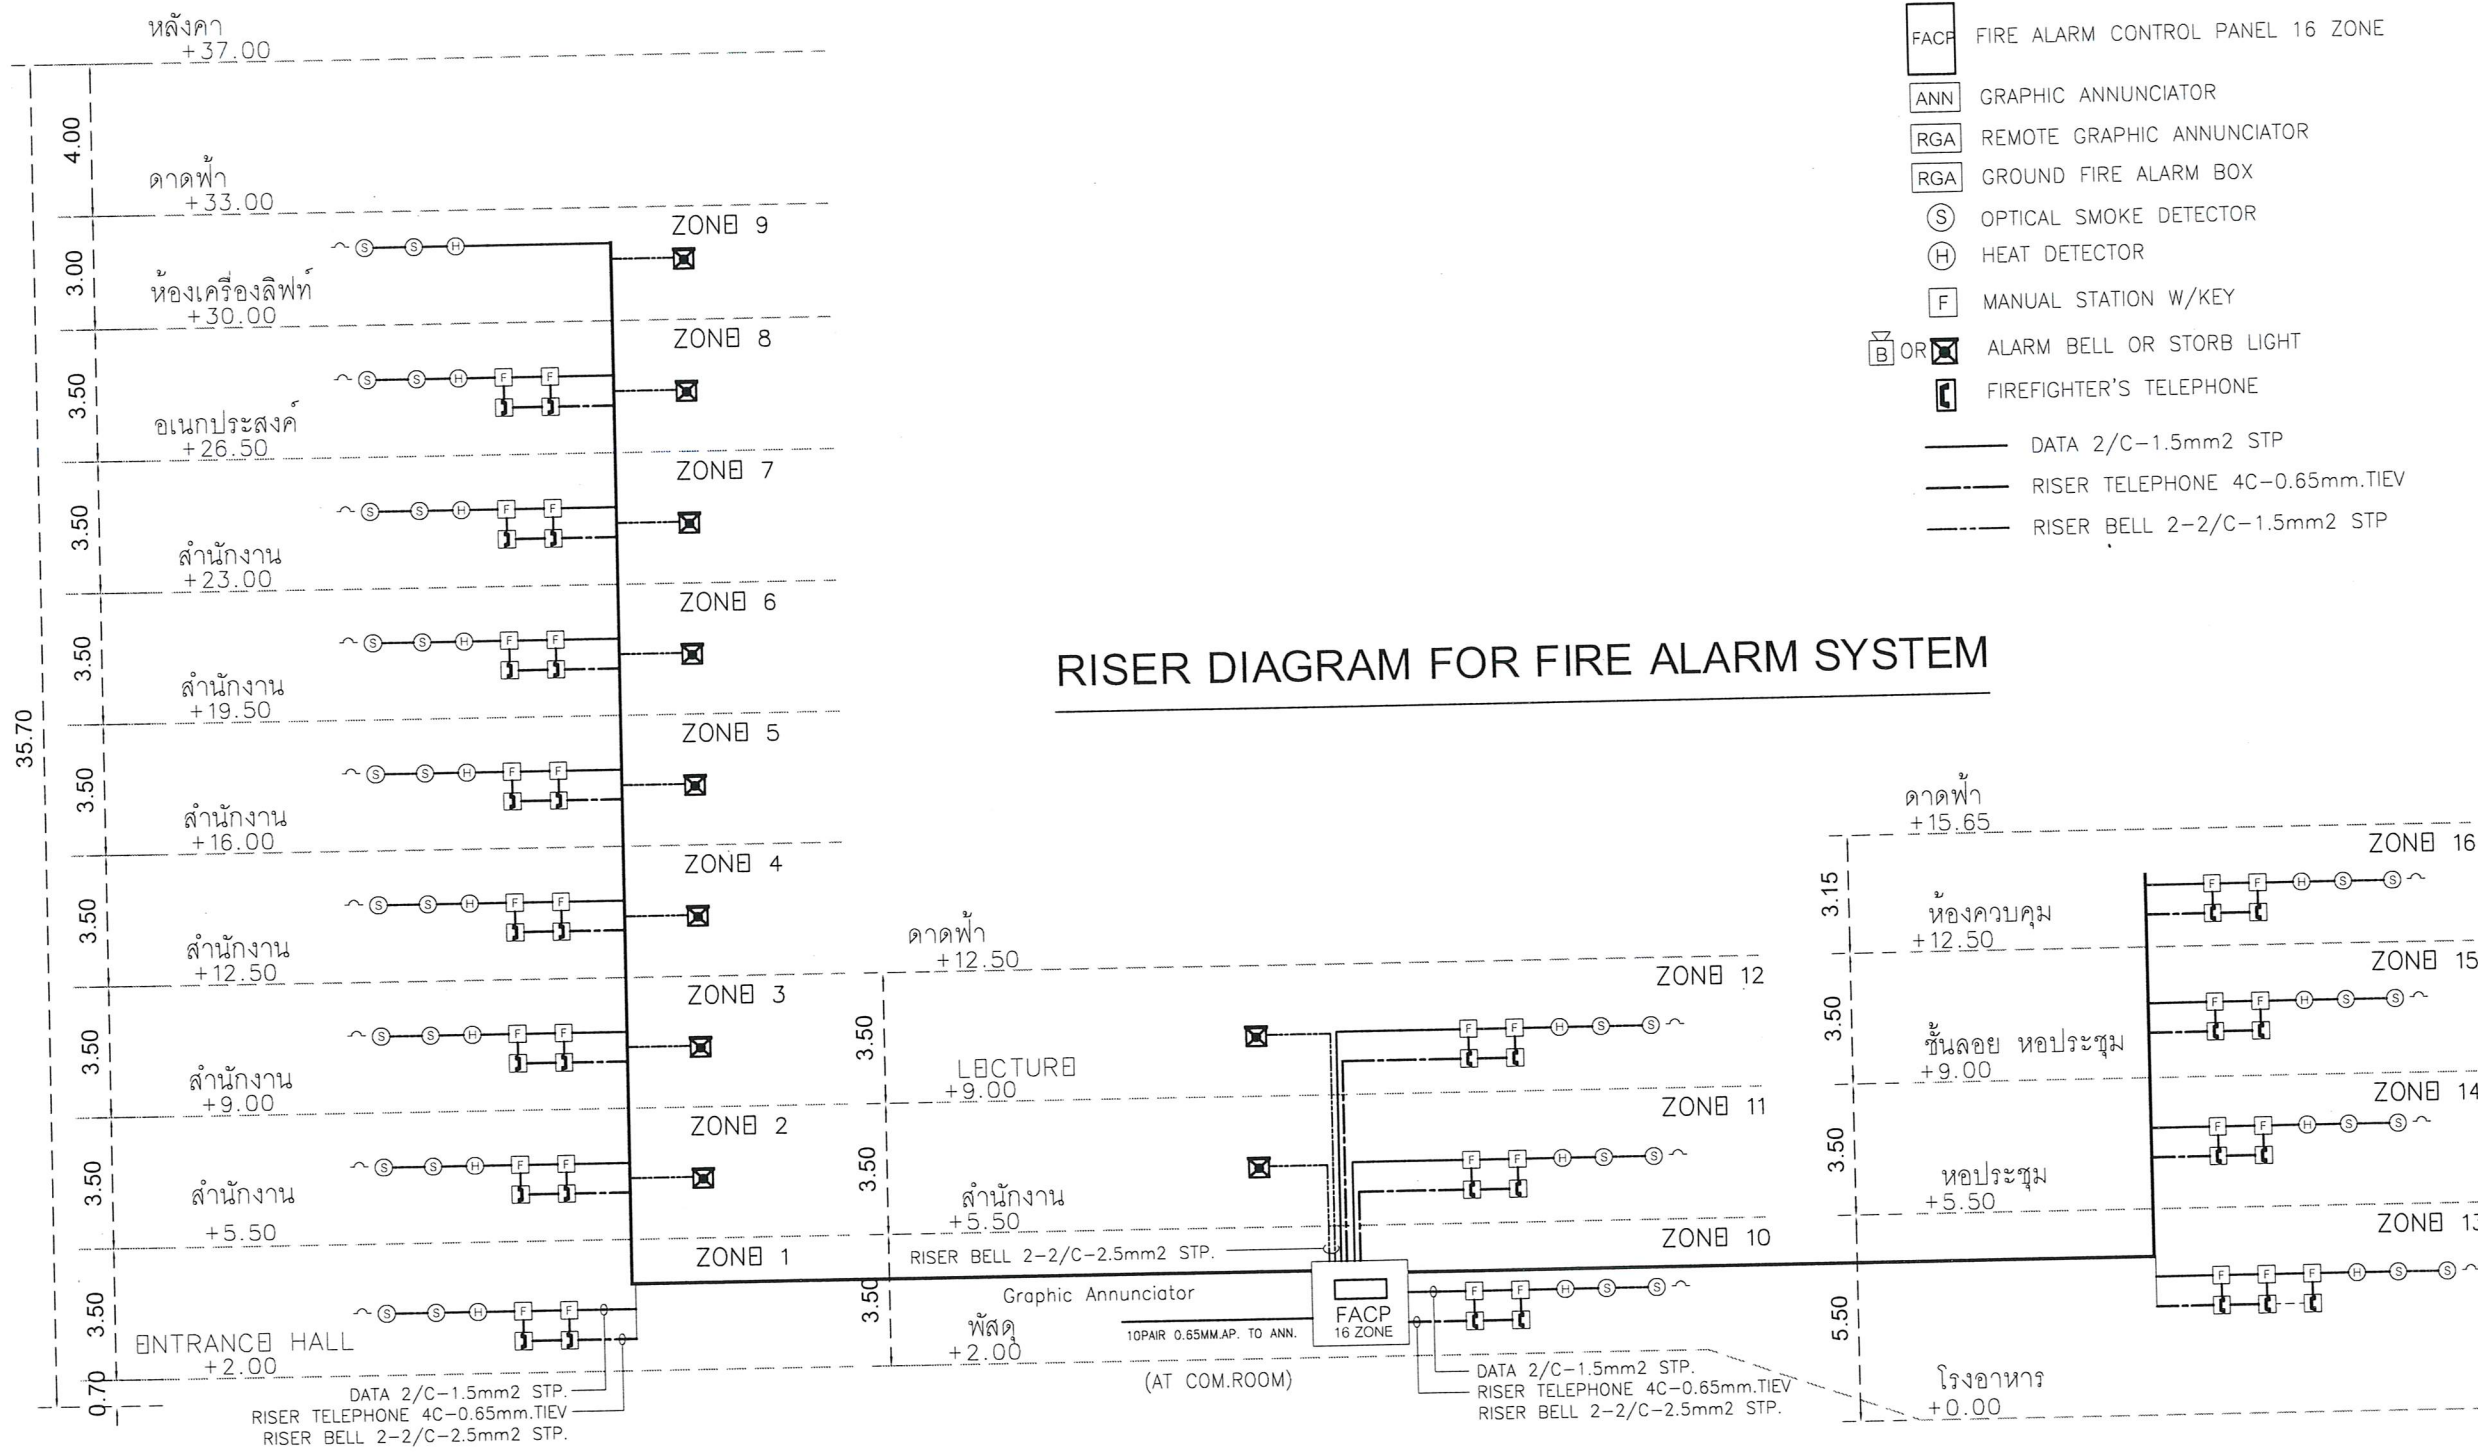 หลังคา
+37.00
4.00
ดาดฟ้า
+33.00
ZONE 9
S S H
3.00
ห้องเครื่องลิฟท์
+30.00
ZONE 8
S S H F F
3.50
อเนกประสงค์
+26.50
ZONE 7
S S H F F
3.50
สำนักงาน
+23.00
ZONE 6
S S H F F
3.50
สำนักงาน
+19.50
ZONE 5
S S H F F
35.70
3.50
สำนักงาน
+16.00
ZONE 4
S S H F F
3.50
สำนักงาน
+12.50
ZONE 3
S S H F F
3.50
สำนักงาน
+9.00
ZONE 2
S S H F F
3.50
สำนักงาน
+5.50
ZONE 1
S S H F F
3.50
ENTRANCE HALL
+2.00
0.70
DATA 2/C-1.5mm2 STP.
RISER TELEPHONE 4C-0.65mm.TIEV
RISER BELL 2-2/C-2.5mm2 STP.
FACP FIRE ALARM CONTROL PANEL 16 ZONE
ANN GRAPHIC ANNUNCIATOR
RGA REMOTE GRAPHIC ANNUNCIATOR
RGA GROUND FIRE ALARM BOX
S OPTICAL SMOKE DETECTOR
H HEAT DETECTOR
F MANUAL STATION W/KEY
B OR ALARM BELL OR STORB LIGHT
FIREFIGHTER'S TELEPHONE
DATA 2/C-1.5mm2 STP
RISER TELEPHONE 4C-0.65mm.TIEV
RISER BELL 2-2/C-1.5mm2 STP
RISER DIAGRAM FOR FIRE ALARM SYSTEM
ดาดฟ้า
+12.50
ZONE 12
F F H S S
3.50
LECTURE
+9.00
ZONE 11
F F H S S
3.50
สำนักงาน
+5.50
ZONE 10
RISER BELL 2-2/C-2.5mm2 STP.
F F H S S
3.50
Graphic Annunciator
FACP
16 ZONE
10PAIR 0.65MM.AP. TO ANN.
พัสดุ
+2.00
(AT COM.ROOM)
DATA 2/C-1.5mm2 STP.
RISER TELEPHONE 4C-0.65mm.TIEV
RISER BELL 2-2/C-2.5mm2 STP.
ดาดฟ้า
+15.65
ZONE 16
F F H S S
3.15
ห้องควบคุม
+12.50
ZONE 15
F F H S S
3.50
ชั้นลอย หอประชุม
+9.00
ZONE 14
F F H S S
3.50
หอประชุม
+5.50
ZONE 13
F F F H S S
5.50
โรงอาหาร
+0.00